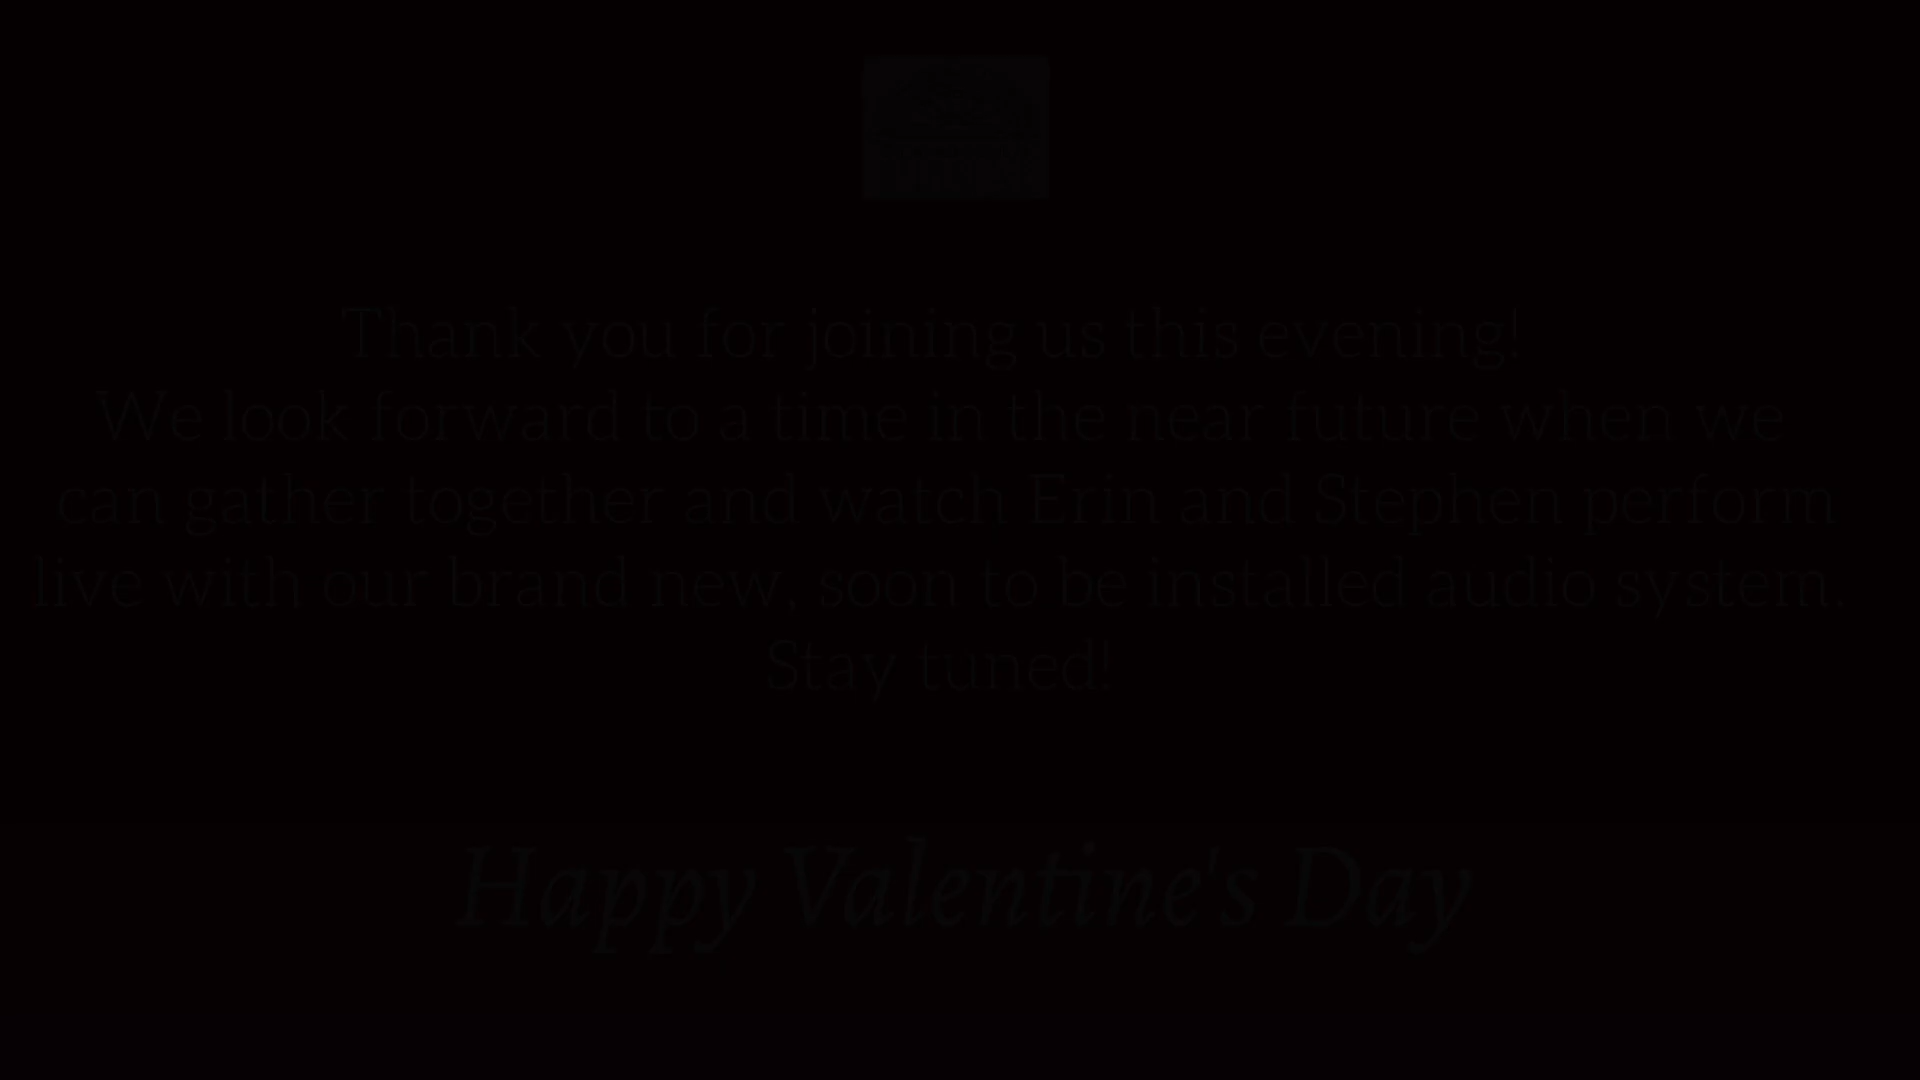 Thank you for joining us this evening!
We look forward to a time in the near future when we
can gather together and watch Erin and Stephen perform
live with our brand new, soon to be installed audio system.
Stay tuned!
Happy Valentine's Day